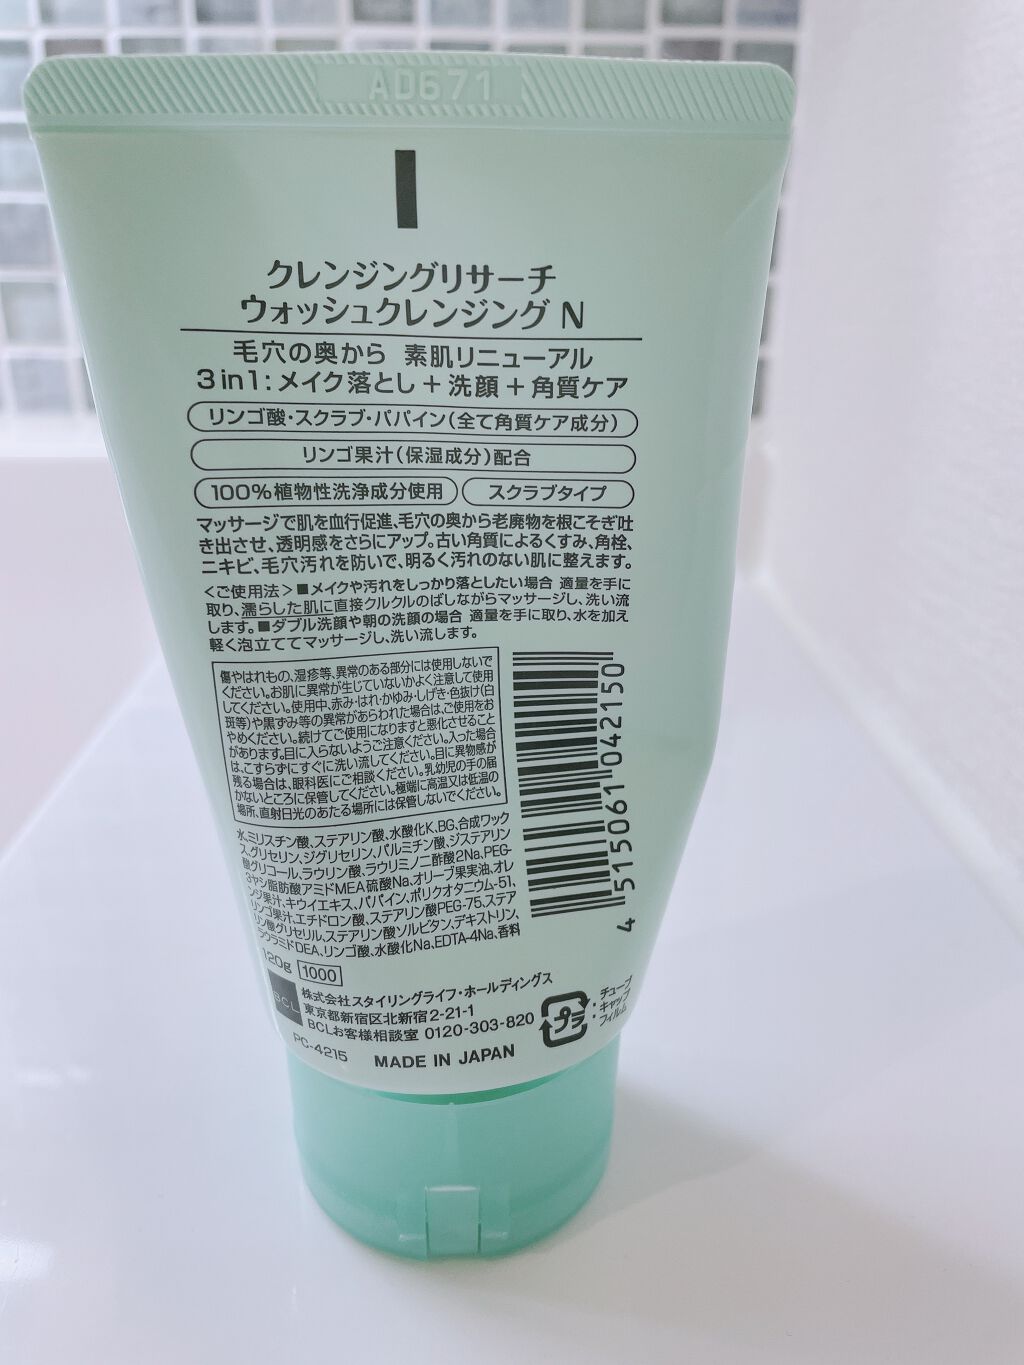 AD671
クレンジングリサーチ
ウォッシュクレンジング N
毛穴の奥から 素肌リニューアル
3in1:メイク落とし+洗顔+角質ケア
リンゴ酸・スクラブ・パパイン(全て角質ケア成分)
リンゴ果汁(保湿成分)配合
100%植物性洗浄成分使用 スクラブタイプ
マッサージで肌を血行促進、毛穴の奥から老廃物を根こそぎ吐
き出させ、透明感をさらにアップ。古い角質によるくすみ、角栓、
ニキビ、毛穴汚れを防いで、明るく汚れのない肌に整えます。
<ご使用法>■メイクや汚れをしっかり落としたい場合 適量を手に
取り、濡らした肌に直接クルクルのばしながらマッサージし、洗い流
します。■ダブル洗顔や朝の洗顔の場合 適量を手に取り、水を加え
軽く泡立ててマッサージし、洗い流します。
傷やはれもの、湿疹等、異常のある部分には使用しないで
ください。お肌に異常が生じていないかよく注意して使用
してください。使用中、赤み・はれ・かゆみ・しげき・色抜け(白
斑等)や黒ずみ等の異常があらわれた場合は、ご使用をお
やめください。続けてご使用になりますと悪化させること
があります。目に入らないようご注意ください。入った場合
は、こすらずにすぐに洗い流してください。目に異物感が
残る場合は、眼科医にご相談ください。乳幼児の手の届
かないところに保管してください。極端に高温又は低温の
場所、直射日光のあたる場所には保管しないでください。
水、ミリスチン酸、ステアリン酸、水酸化K、BG、合成ワック
ス、グリセリン、ジグリセリン、パルミチン酸、ジステアリン
酸グリコール、ラウリン酸、ラウリミノ二酢酸2Na、PEG-
3ヤシ脂肪酸アミドMEA硫酸Na、オリーブ果実油、オレ
ンジ果汁、キウイエキス、パパイン、ポリクオタニウム-51、
リンゴ果汁、エチドロン酸、ステアリン酸PEG-75、ステア
リン酸グリセリル、ステアリン酸ソルビタン、デキストリン、
ラウラミドDEA、リンゴ酸、水酸化Na、EDTA-4Na、香料
4 515061 042150
120g 1000
BCL
株式会社スタイリングライフ・ホールディングス
東京都新宿区北新宿2-21-1
BCLお客様相談室 0120-303-820
プラ
:チューブ
・キャップ
・フィルム
PC-4215 MADE IN JAPAN